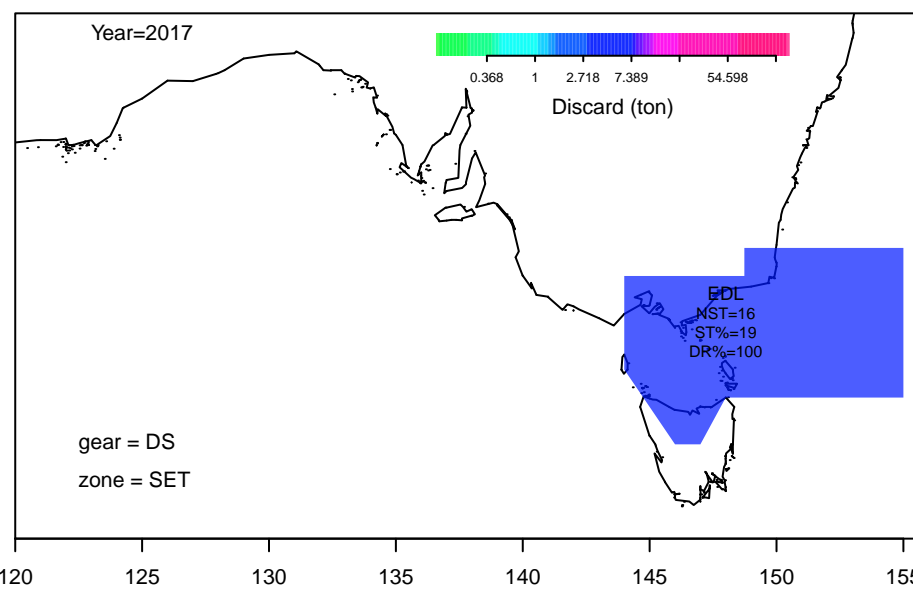 Year=2017
0.368 1 2.718 7.389 54.598
Discard (ton)
EDL
NST=16
ST%=19
DR%=100
gear = DS
zone = SET
120 125 130 135 140 145 150 155